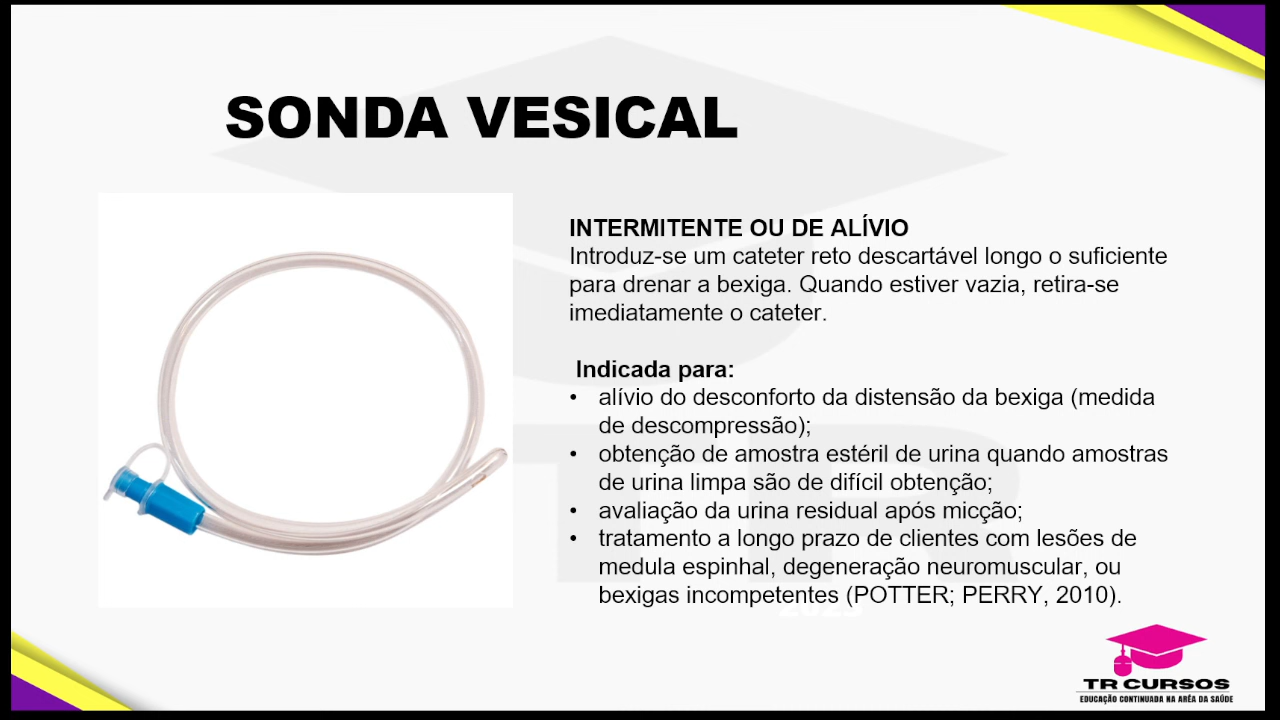 SONDA VESICAL
INTERMITENTE OU DE ALÍVIO
Introduz-se um cateter reto descartável longo o suficiente
para drenar a bexiga. Quando estiver vazia, retira-se
imediatamente o cateter.
Indicada para:
• alívio do desconforto da distensão da bexiga (medida
de descompressão);
• obtenção de amostra estéril de urina quando amostras
de urina limpa são de difícil obtenção;
• avaliação da urina residual após micção;
• tratamento a longo prazo de clientes com lesões de
medula espinhal, degeneração neuromuscular, ou
bexigas incompetentes (POTTER; PERRY, 2010).
TR
TR CURSOS
EDUCAÇÃO CONTINUADA NA ARÊA DA SAÚDE